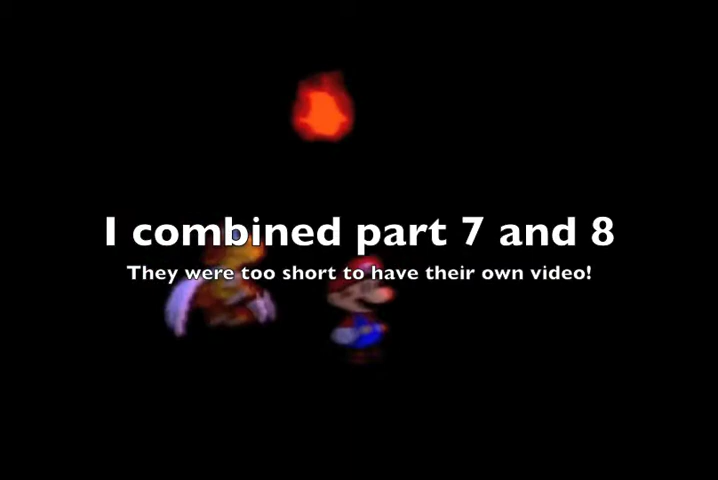 I combined part 7 and 8
They were too short to have their own video!